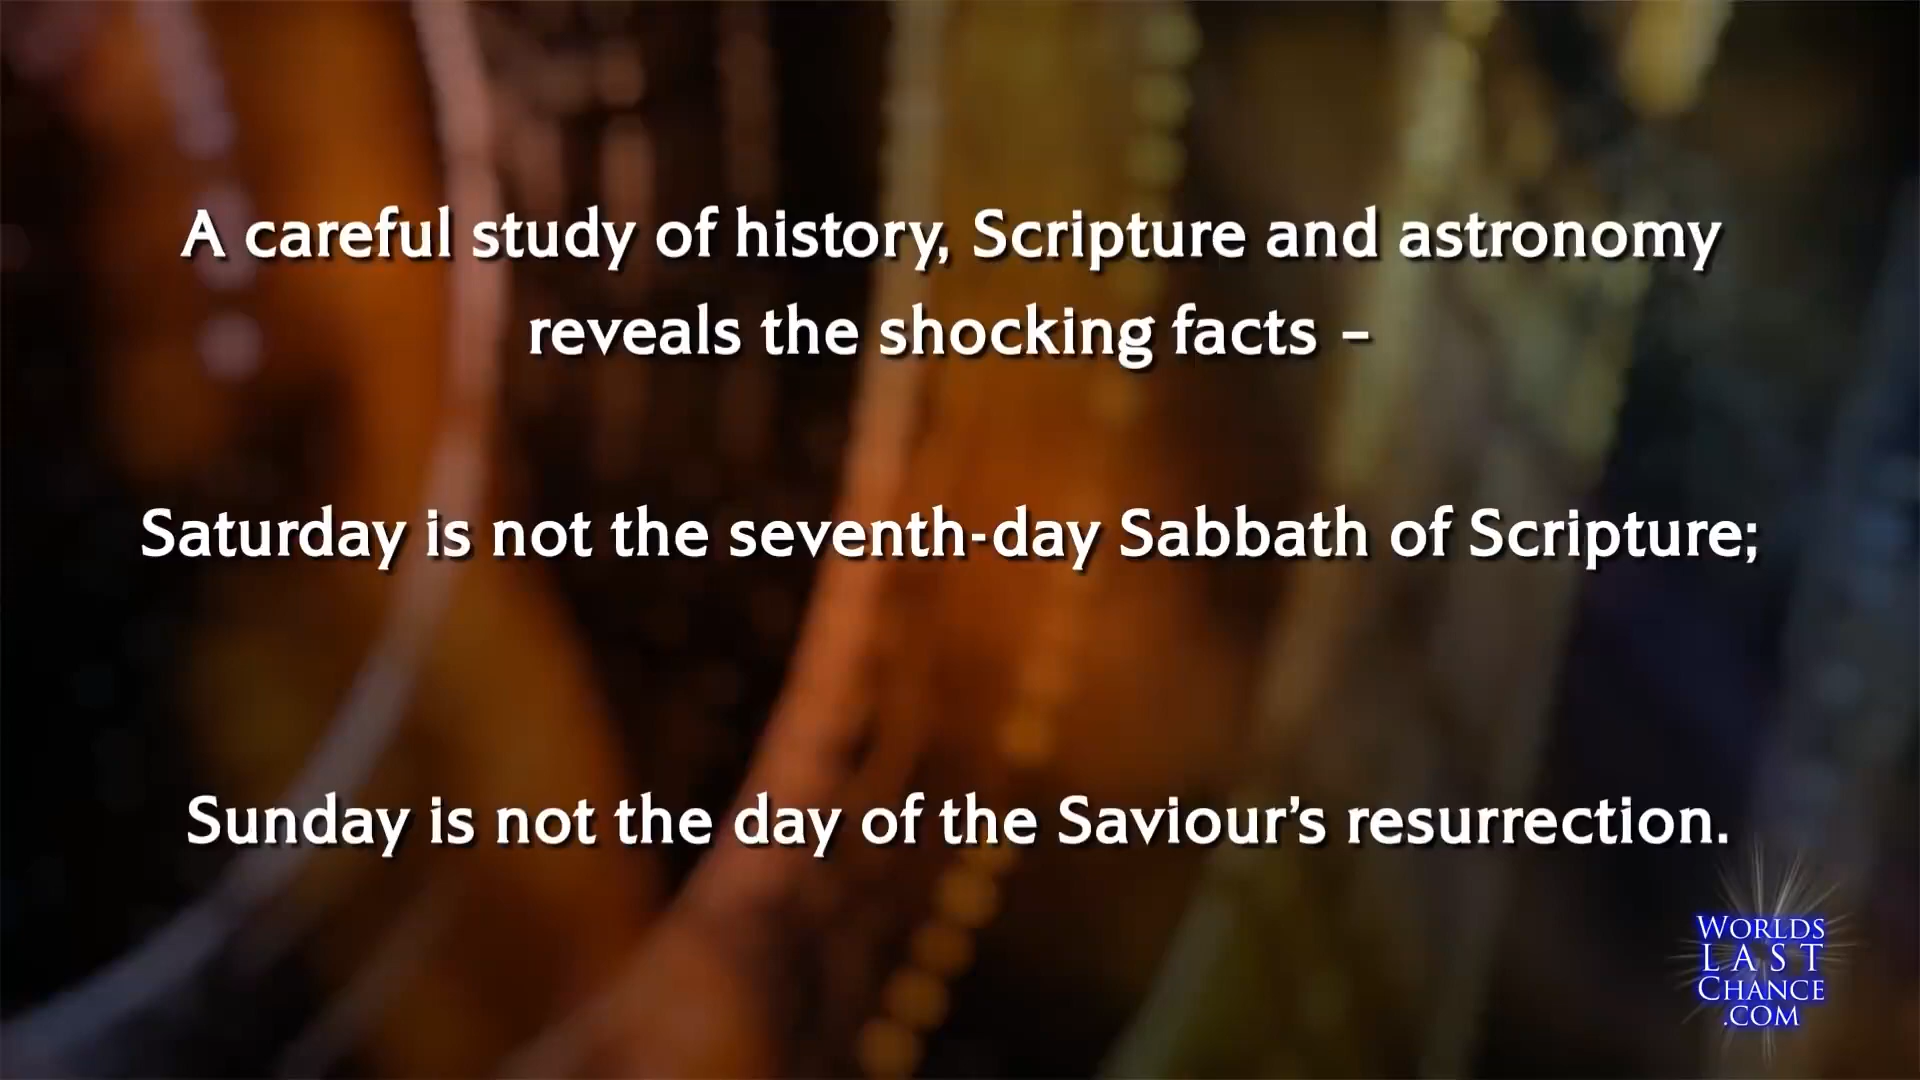 A careful study of history, Scripture and astronomy
reveals the shocking facts –
Saturday is not the seventh-day Sabbath of Scripture;
Sunday is not the day of the Saviour’s resurrection.
WORLDS
LAST
CHANCE
.COM